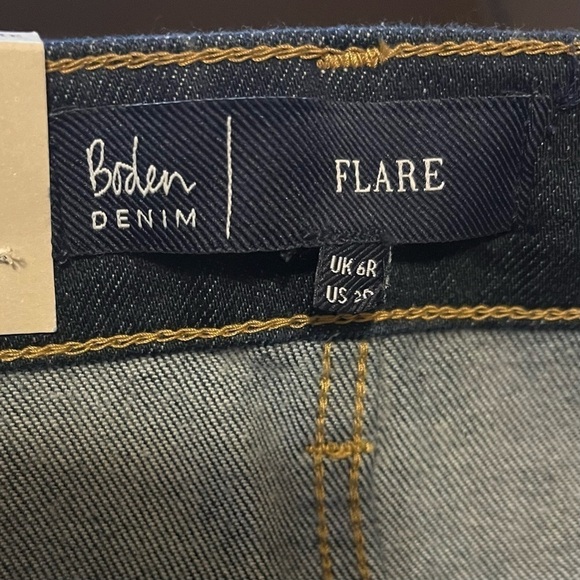 Boden
DENIM
FLARE
UK 6R
US 2R